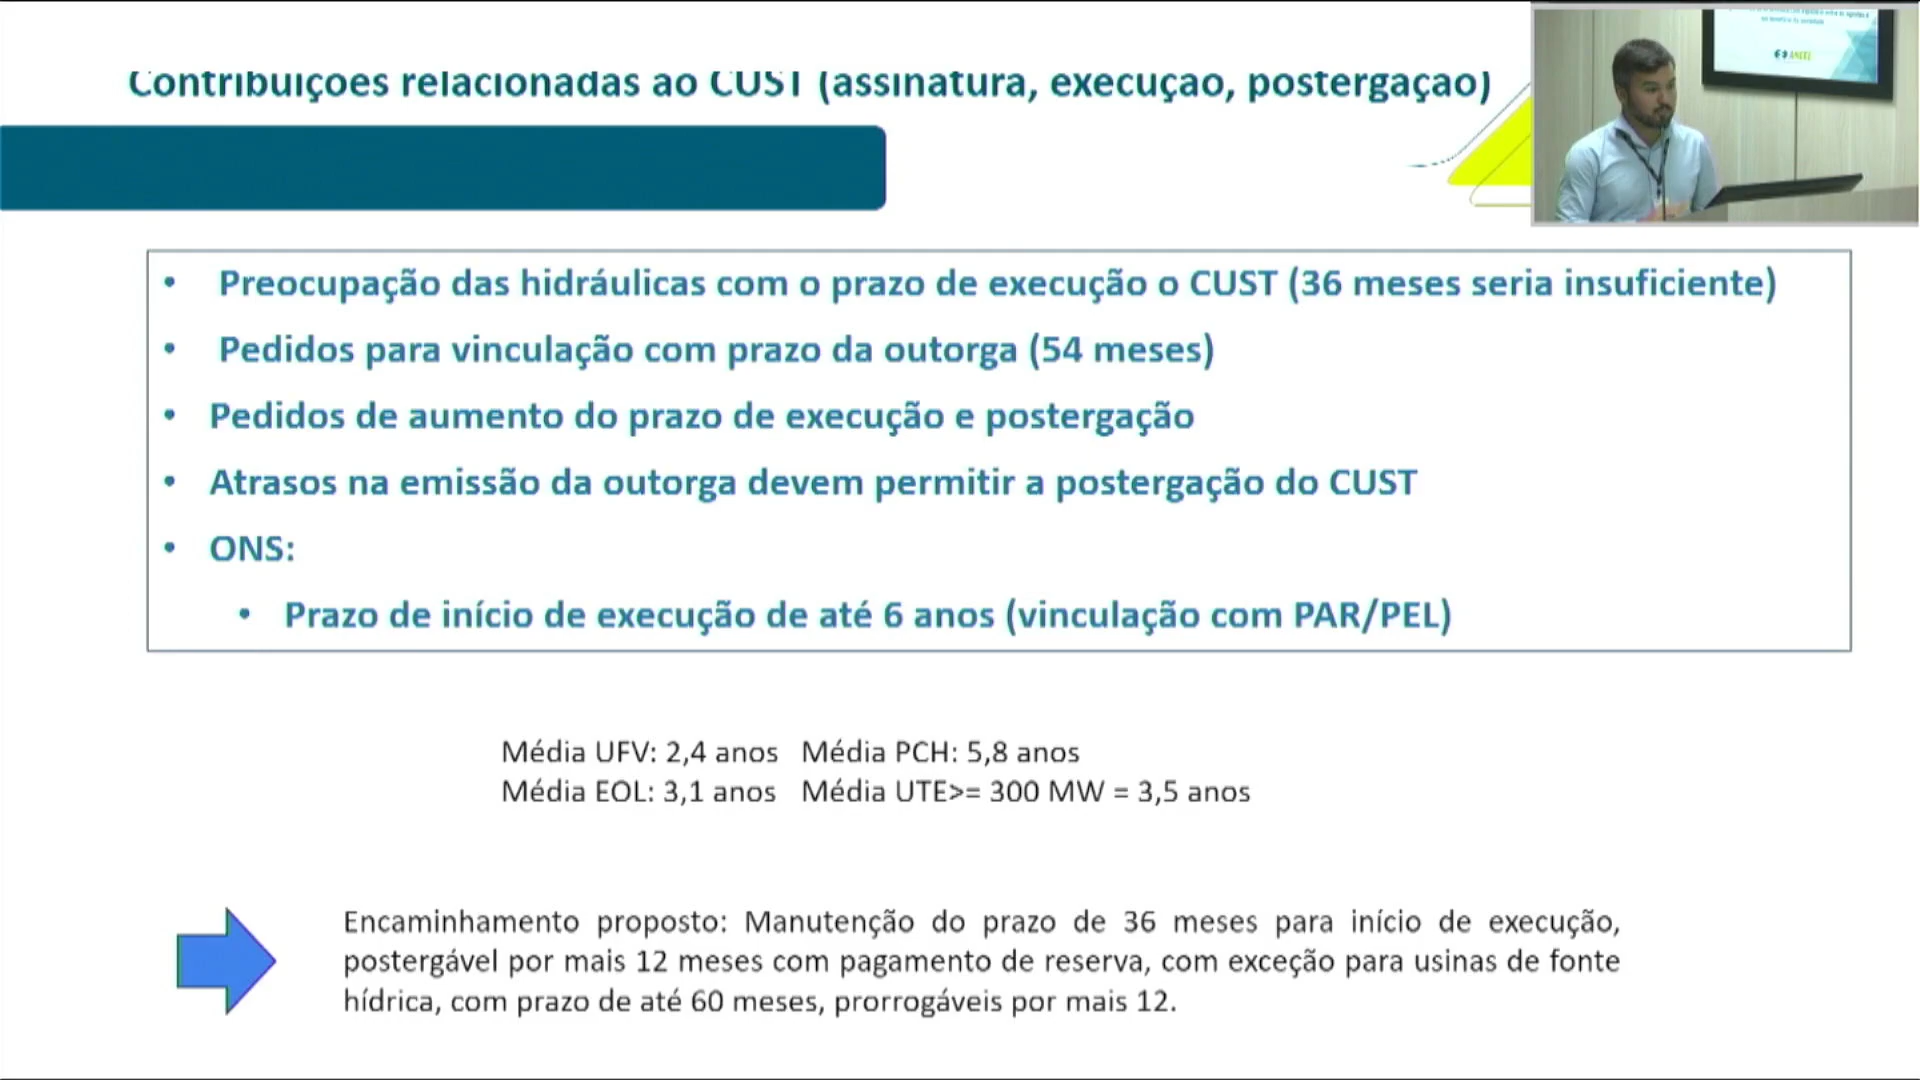 Contribuições relacionadas ao CUST (assinatura, execução, postergação)
• Preocupação das hidráulicas com o prazo de execução o CUST (36 meses seria insuficiente)
• Pedidos para vinculação com prazo da outorga (54 meses)
• Pedidos de aumento do prazo de execução e postergação
• Atrasos na emissão da outorga devem permitir a postergação do CUST
• ONS:
• Prazo de início de execução de até 6 anos (vinculação com PAR/PEL)
Média UFV: 2,4 anos Média PCH: 5,8 anos
Média EOL: 3,1 anos Média UTE>= 300 MW = 3,5 anos
Encaminhamento proposto: Manutenção do prazo de 36 meses para início de execução,
postergável por mais 12 meses com pagamento de reserva, com exceção para usinas de fonte
hídrica, com prazo de até 60 meses, prorrogáveis por mais 12.
ANEEL